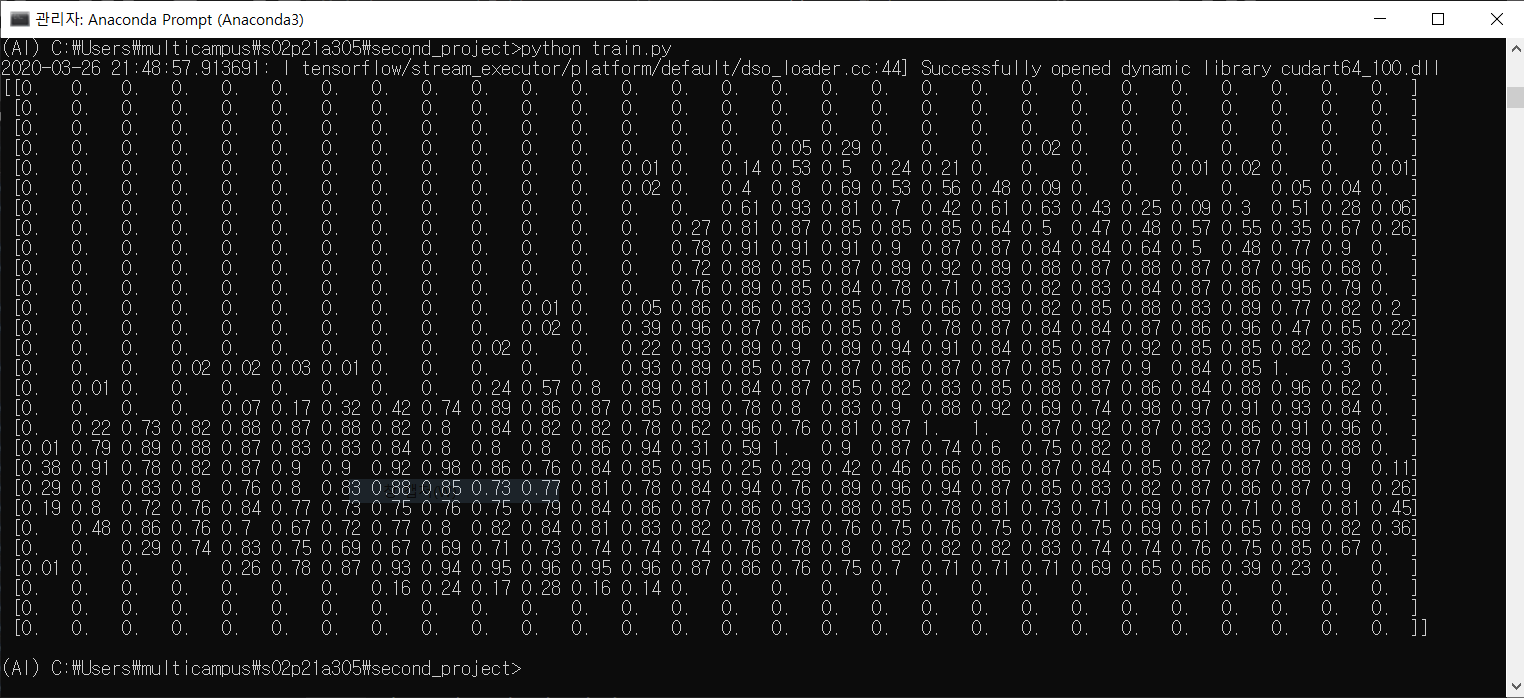 관리자: Anaconda Prompt (Anaconda3)
(AI) C:₩Users₩multicampus₩s02p21a305₩second_project>python train.py
2020-03-26 21:48:57.913691: I tensorflow/stream_executor/platform/default/dso_loader.cc:44] Successfully opened dynamic library cudart64_100.dll
[[0.   0.   0.   0.   0.   0.   0.   0.   0.   0.   0.   0.   0.   0.   0.   0.   0.   0.   0.   0.   0.   0.   0.   0.   0.   0.   0.   0.  ]
[0.   0.   0.   0.   0.   0.   0.   0.   0.   0.   0.   0.   0.   0.   0.   0.   0.   0.   0.   0.   0.   0.   0.   0.   0.   0.   0.   0.  ]
[0.   0.   0.   0.   0.   0.   0.   0.   0.   0.   0.   0.   0.   0.   0.   0.   0.   0.   0.   0.   0.   0.   0.   0.   0.   0.   0.   0.  ]
[0.   0.   0.   0.   0.   0.   0.   0.   0.   0.   0.   0.   0.   0.   0.   0.05 0.29 0.   0.   0.   0.02 0.   0.   0.   0.   0.   0.   0.  ]
[0.   0.   0.   0.   0.   0.   0.   0.   0.   0.   0.   0.   0.01 0.   0.14 0.53 0.5  0.24 0.21 0.   0.   0.   0.   0.01 0.02 0.   0.   0.01]
[0.   0.   0.   0.   0.   0.   0.   0.   0.   0.   0.   0.   0.02 0.   0.4  0.8  0.69 0.53 0.56 0.48 0.09 0.   0.   0.   0.   0.05 0.04 0.  ]
[0.   0.   0.   0.   0.   0.   0.   0.   0.   0.   0.   0.   0.   0.   0.61 0.93 0.81 0.7  0.42 0.61 0.63 0.43 0.25 0.09 0.3  0.51 0.28 0.06]
[0.   0.   0.   0.   0.   0.   0.   0.   0.   0.   0.   0.   0.   0.27 0.81 0.87 0.85 0.85 0.85 0.64 0.5  0.47 0.48 0.57 0.55 0.35 0.67 0.26]
[0.   0.   0.   0.   0.   0.   0.   0.   0.   0.   0.   0.   0.   0.78 0.91 0.91 0.91 0.9  0.87 0.87 0.84 0.84 0.64 0.5  0.48 0.77 0.9  0.  ]
[0.   0.   0.   0.   0.   0.   0.   0.   0.   0.   0.   0.   0.   0.72 0.88 0.85 0.87 0.89 0.92 0.89 0.88 0.87 0.88 0.87 0.87 0.96 0.68 0.  ]
[0.   0.   0.   0.   0.   0.   0.   0.   0.   0.   0.   0.   0.   0.76 0.89 0.85 0.84 0.78 0.71 0.83 0.82 0.83 0.84 0.87 0.86 0.95 0.79 0.  ]
[0.   0.   0.   0.   0.   0.   0.   0.   0.   0.   0.01 0.   0.05 0.86 0.86 0.83 0.85 0.75 0.66 0.89 0.82 0.85 0.88 0.83 0.89 0.77 0.82 0.2 ]
[0.   0.   0.   0.   0.   0.   0.   0.   0.   0.   0.02 0.   0.39 0.96 0.87 0.86 0.85 0.8  0.78 0.87 0.84 0.84 0.87 0.86 0.96 0.47 0.65 0.22]
[0.   0.   0.   0.   0.   0.   0.   0.   0.   0.02 0.   0.   0.22 0.93 0.89 0.9  0.89 0.94 0.91 0.84 0.85 0.87 0.92 0.85 0.85 0.82 0.36 0.  ]
[0.   0.   0.   0.02 0.02 0.03 0.01 0.   0.   0.   0.   0.   0.93 0.89 0.85 0.87 0.87 0.86 0.87 0.87 0.85 0.87 0.9  0.84 0.85 1.   0.3  0.  ]
[0.   0.01 0.   0.   0.   0.   0.   0.   0.   0.24 0.57 0.8  0.89 0.81 0.84 0.87 0.85 0.82 0.83 0.85 0.88 0.87 0.86 0.84 0.88 0.96 0.62 0.  ]
[0.   0.   0.   0.   0.07 0.17 0.32 0.42 0.74 0.89 0.86 0.87 0.85 0.89 0.78 0.8  0.83 0.9  0.88 0.92 0.69 0.74 0.98 0.97 0.91 0.93 0.84 0.  ]
[0.   0.22 0.73 0.82 0.88 0.87 0.88 0.82 0.8  0.84 0.82 0.82 0.78 0.62 0.96 0.76 0.81 0.87 1.   1.   0.87 0.92 0.87 0.83 0.86 0.91 0.96 0.  ]
[0.01 0.79 0.89 0.88 0.87 0.83 0.83 0.84 0.8  0.8  0.8  0.86 0.94 0.31 0.59 1.   0.9  0.87 0.74 0.6  0.75 0.82 0.8  0.82 0.87 0.89 0.88 0.  ]
[0.38 0.91 0.78 0.82 0.87 0.9  0.9  0.92 0.98 0.86 0.76 0.84 0.85 0.95 0.25 0.29 0.42 0.46 0.66 0.86 0.87 0.84 0.85 0.87 0.87 0.88 0.9  0.11]
[0.29 0.8  0.83 0.8  0.76 0.8  0.83 0.88 0.85 0.73 0.77 0.81 0.78 0.84 0.94 0.76 0.89 0.96 0.94 0.87 0.85 0.83 0.82 0.87 0.86 0.87 0.9  0.26]
[0.19 0.8  0.72 0.76 0.84 0.77 0.73 0.75 0.76 0.75 0.79 0.84 0.86 0.87 0.86 0.93 0.88 0.85 0.78 0.81 0.73 0.71 0.69 0.67 0.71 0.8  0.81 0.45]
[0.   0.48 0.86 0.76 0.7  0.67 0.72 0.77 0.8  0.82 0.84 0.81 0.83 0.82 0.78 0.77 0.76 0.75 0.76 0.75 0.78 0.75 0.69 0.61 0.65 0.69 0.82 0.36]
[0.   0.   0.29 0.74 0.83 0.75 0.69 0.67 0.69 0.71 0.73 0.74 0.74 0.74 0.76 0.78 0.8  0.82 0.82 0.82 0.83 0.74 0.74 0.76 0.75 0.85 0.67 0.  ]
[0.01 0.   0.   0.   0.26 0.78 0.87 0.93 0.94 0.95 0.96 0.95 0.96 0.87 0.86 0.76 0.75 0.7  0.71 0.71 0.71 0.69 0.65 0.66 0.39 0.23 0.   0.  ]
[0.   0.   0.   0.   0.   0.   0.   0.16 0.24 0.17 0.28 0.16 0.14 0.   0.   0.   0.   0.   0.   0.   0.   0.   0.   0.   0.   0.   0.   0.  ]
[0.   0.   0.   0.   0.   0.   0.   0.   0.   0.   0.   0.   0.   0.   0.   0.   0.   0.   0.   0.   0.   0.   0.   0.   0.   0.   0.   0.  ]
[0.   0.   0.   0.   0.   0.   0.   0.   0.   0.   0.   0.   0.   0.   0.   0.   0.   0.   0.   0.   0.   0.   0.   0.   0.   0.   0.   0.  ]]
(AI) C:₩Users₩multicampus₩s02p21a305₩second_project>